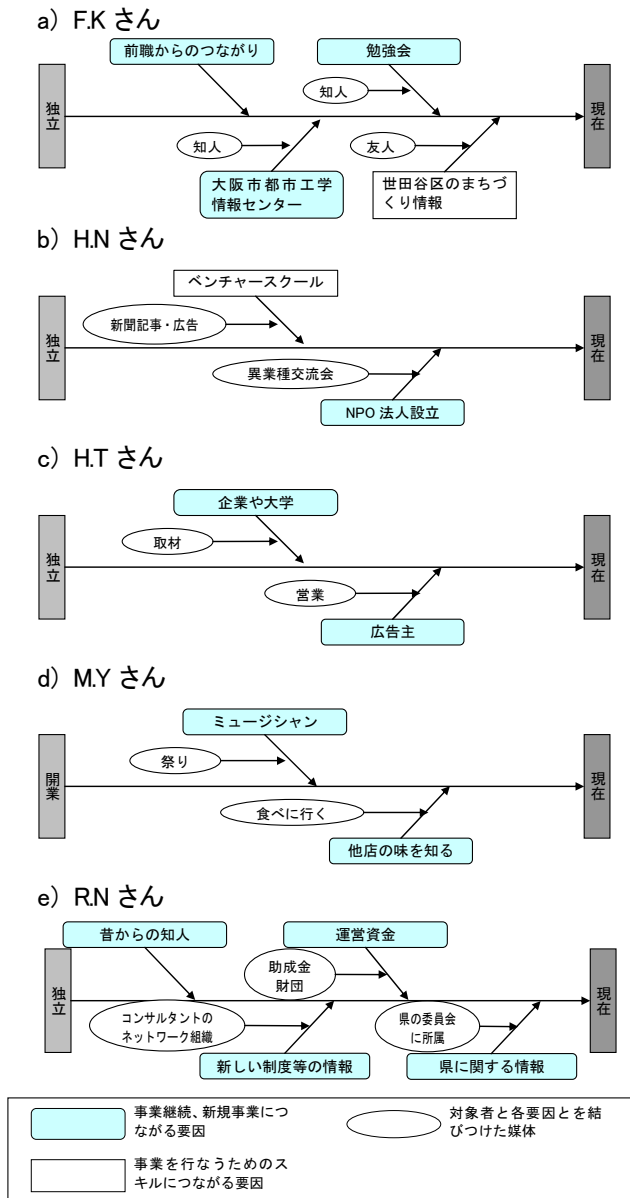 a) F.K さん
前職からのつながり
勉強会
知人
独立
現在
知人
友人
大阪市都市工学
情報センター
世田谷区のまちづ
くり情報
b) H.N さん
ベンチャースクール
新聞記事・広告
独立
現在
異業種交流会
NPO 法人設立
c) H.T さん
企業や大学
取材
独立
現在
営業
広告主
d) M.Y さん
ミュージシャン
祭り
開業
現在
食べに行く
他店の味を知る
e) R.N さん
昔からの知人
運営資金
助成金
財団
独立
現在
コンサルタントの
ネットワーク組織
県の委員会
に所属
新しい制度等の情報
県に関する情報
事業継続、新規事業につ
ながる要因
対象者と各要因とを結
びつけた媒体
事業を行なうためのス
キルにつながる要因